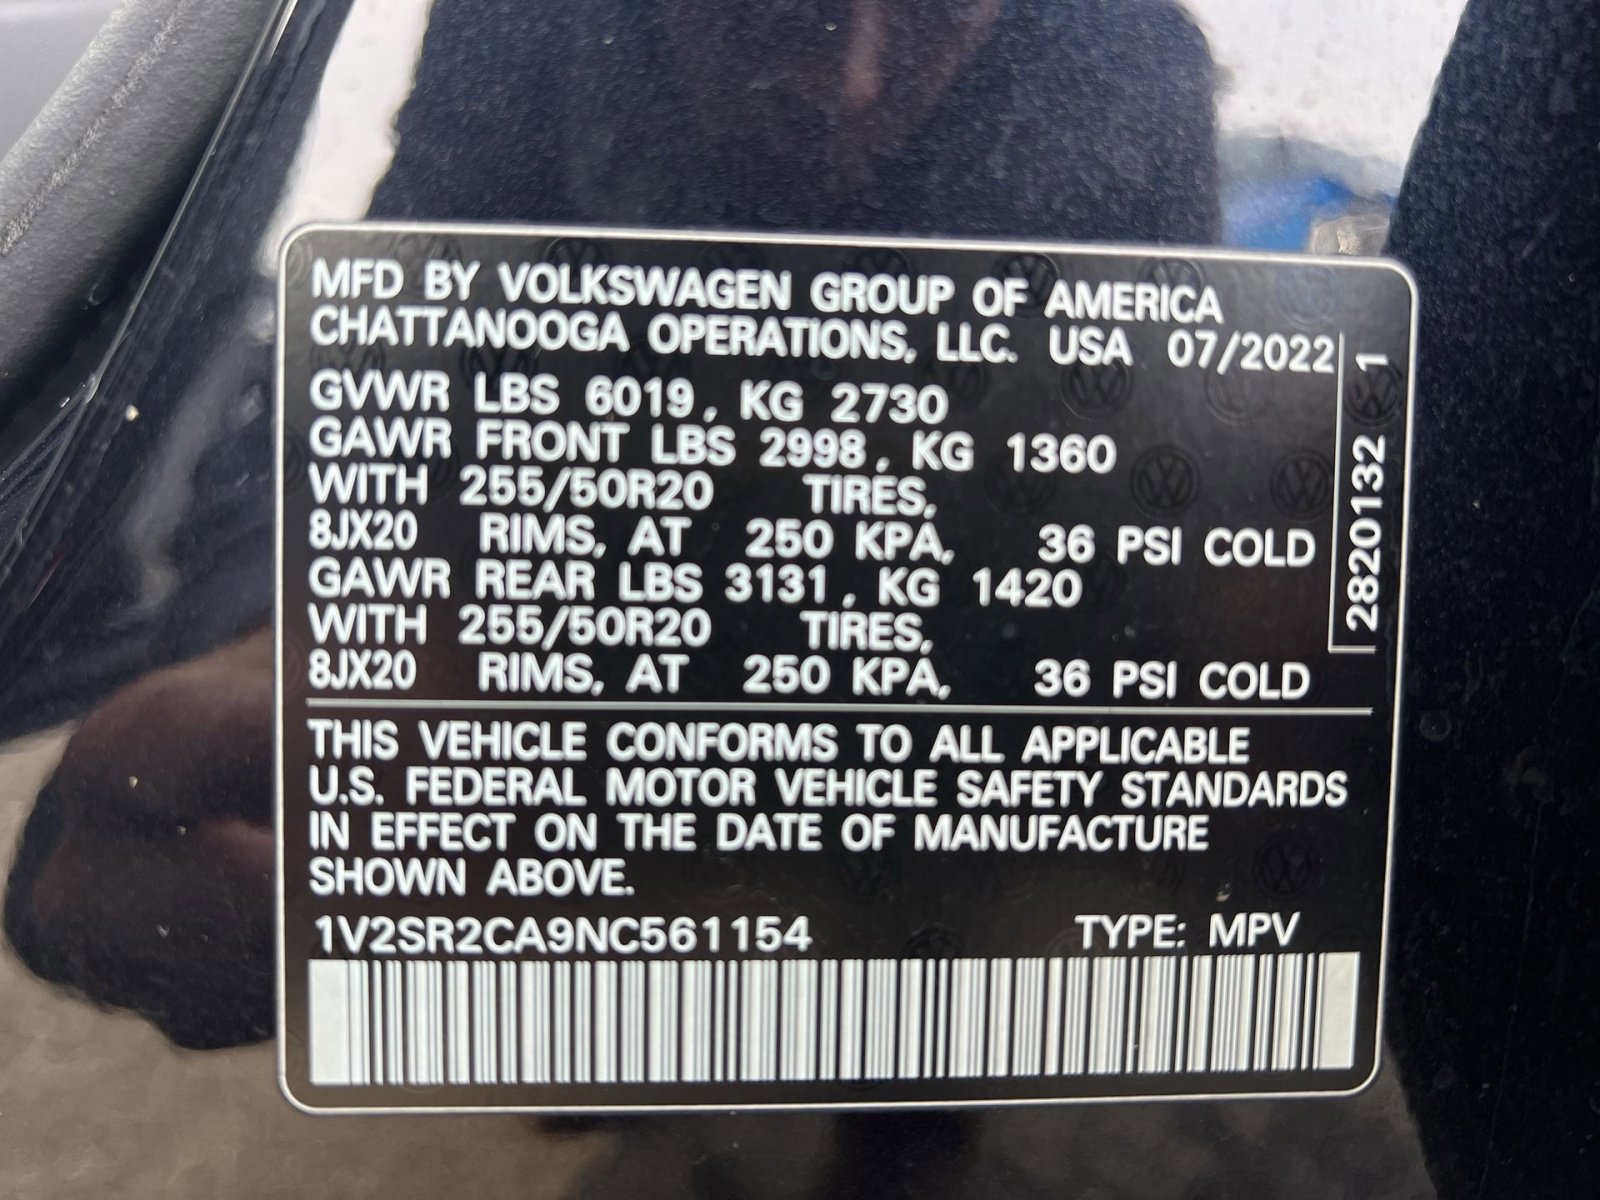 MFD BY VOLKSWAGEN GROUP OF AMERICA
CHATTANOOGA OPERATIONS, LLC. USA 07/2022
GVWR LBS 6019, KG 2730
GAWR FRONT LBS 2998, KG 1360
WITH 255/50R20 TIRES,
8JX20 RIMS, AT 250 KPA, 36 PSI COLD
GAWR REAR LBS 3131, KG 1420
WITH 255/50R20 TIRES,
8JX20 RIMS, AT 250 KPA, 36 PSI COLD
2820132 1
THIS VEHICLE CONFORMS TO ALL APPLICABLE
U.S. FEDERAL MOTOR VEHICLE SAFETY STANDARDS
IN EFFECT ON THE DATE OF MANUFACTURE
SHOWN ABOVE.
1V2SR2CA9NC561154 TYPE: MPV